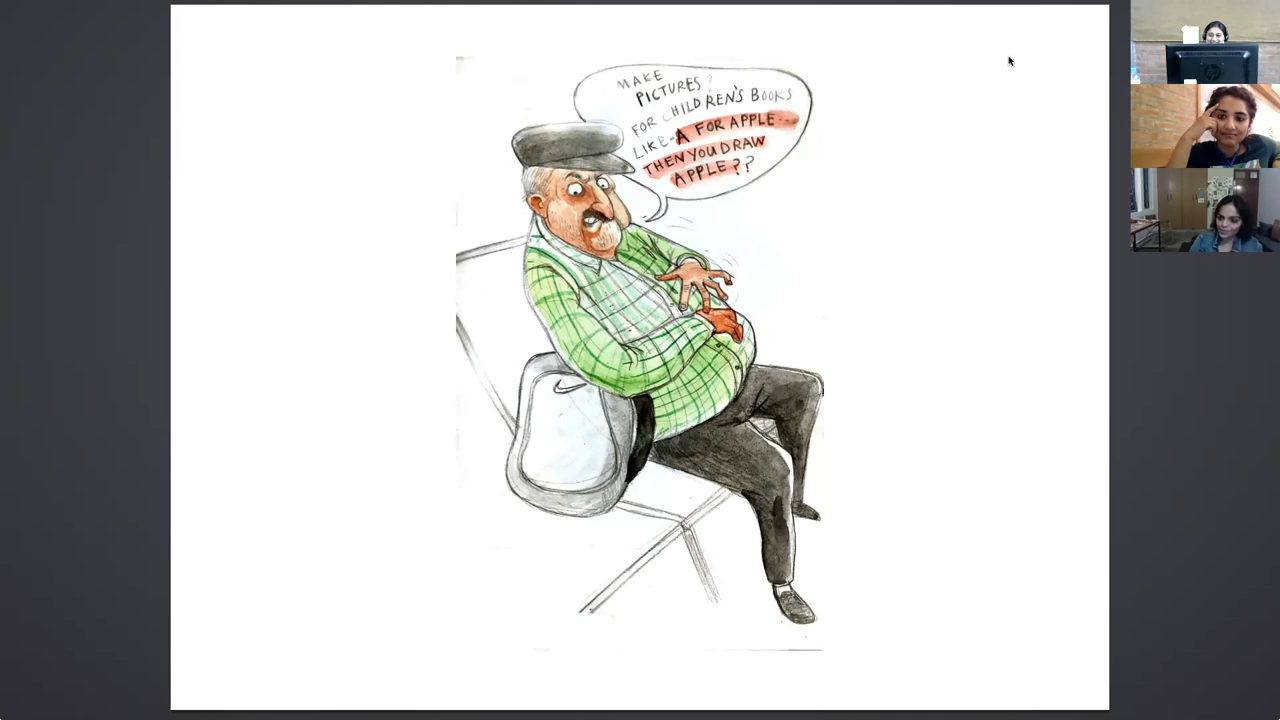 MAKE
PICTURES?
FOR CHILDREN'S BOOKS
LIKE-A FOR APPLE---
THEN YOU DRAW
APPLE??